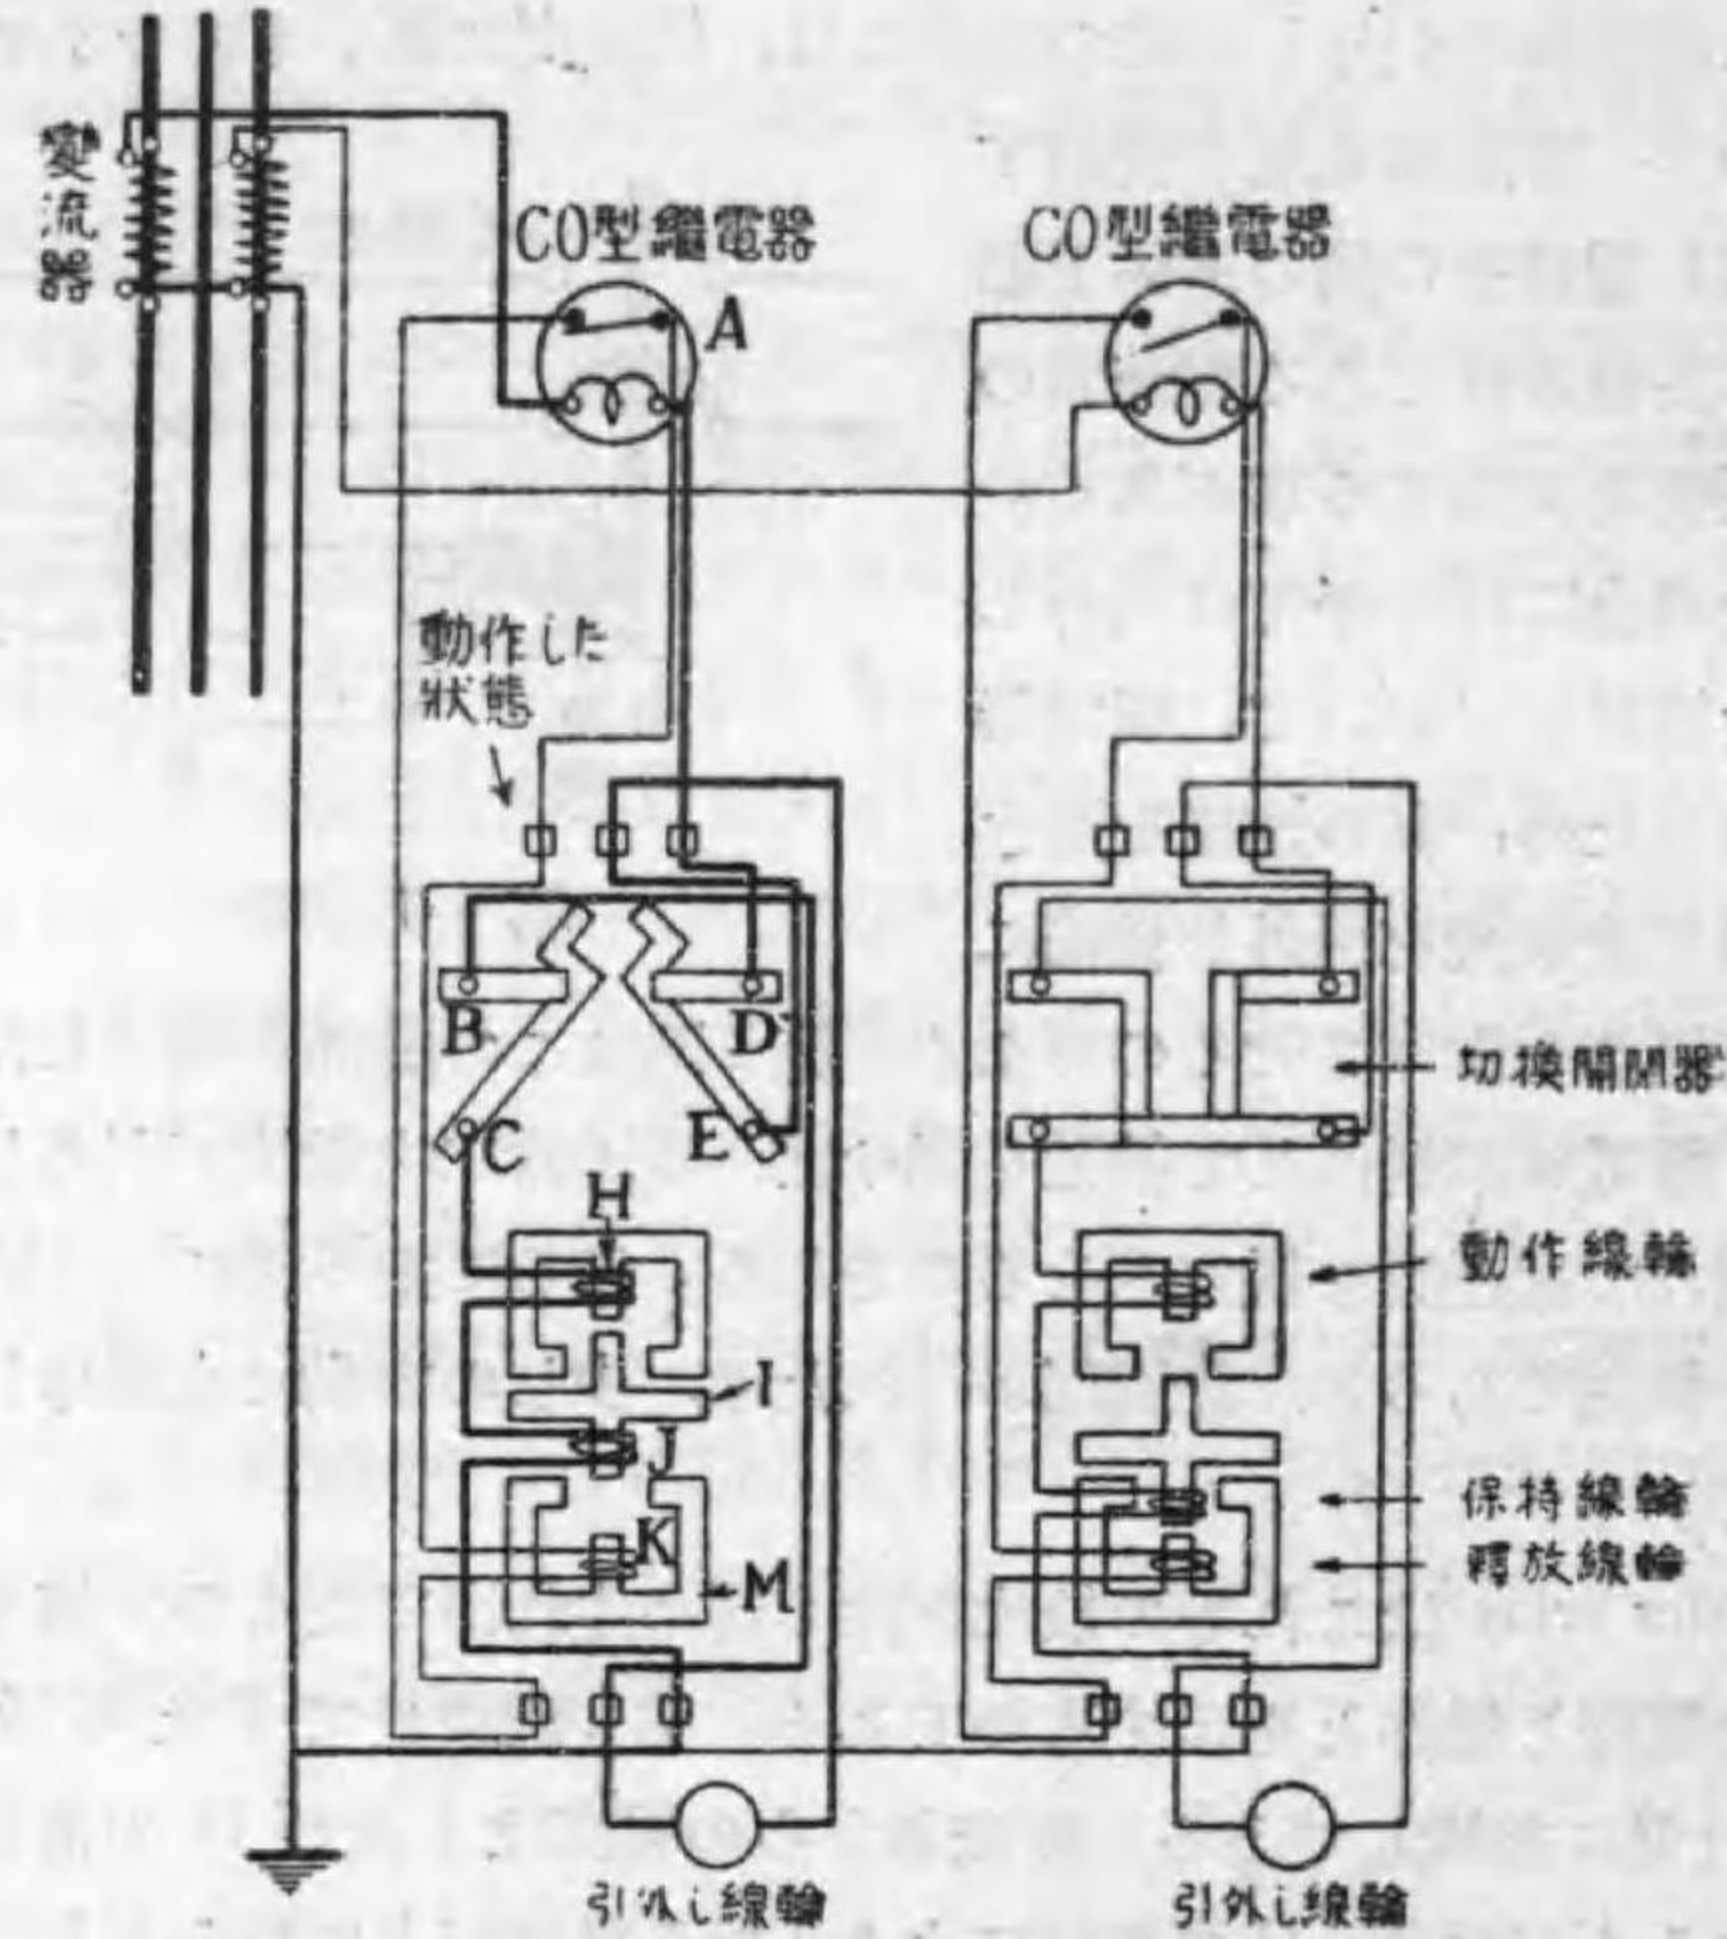 變流器
CO型繼電器
CO型繼電器
A
動作した
狀態
B
D
C
E
切換開閉器
H
動作線輪
I
J
保持線輪
K
釋放線輪
M
引外し線輪
引外し線輪